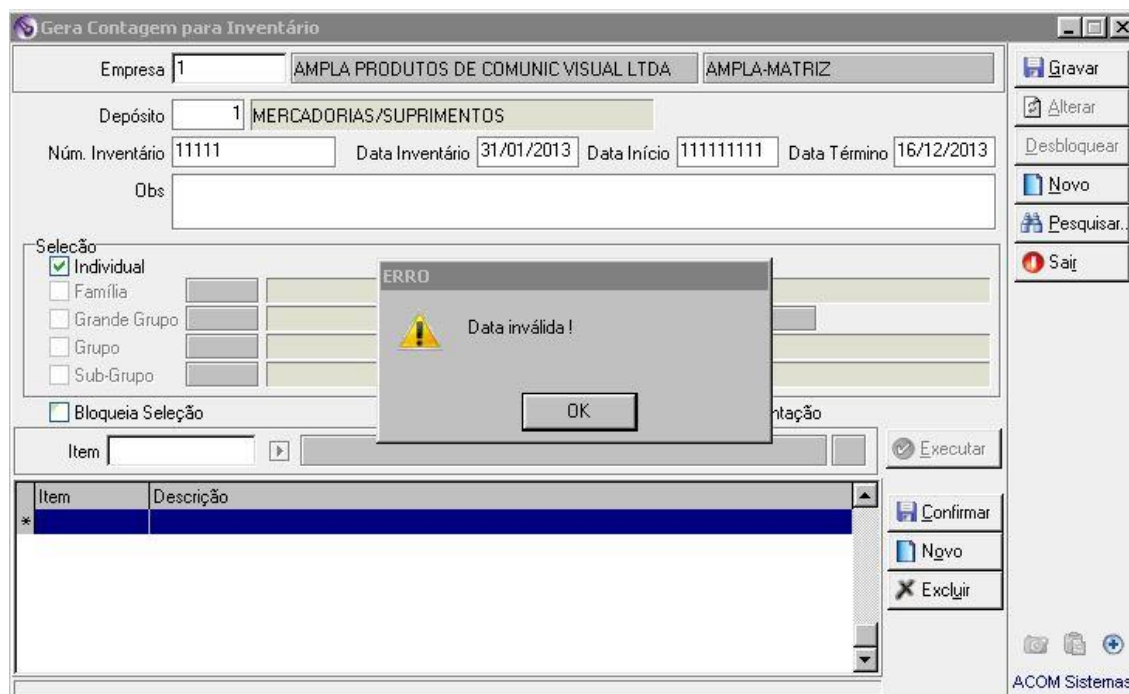 Gera Contagem para Inventário
Empresa 1 AMPLA PRODUTOS DE COMUNIC VISUAL LTDA AMPLA-MATRIZ
Depósito 1 MERCADORIAS/SUPRIMENTOS
Núm. Inventário 11111 Data Inventário 31/01/2013 Data Início 111111111 Data Término 16/12/2013
Obs
Seleção
Individual
Família
Grande Grupo
Grupo
Sub-Grupo
Bloqueia Seleção
ERRO
Data inválida !
OK
Item
Executar
Item Descrição
*
Confirmar
Novo
Excluir
Gravar
Alterar
Desbloquear
Novo
Pesquisar..
Sair
ACOM Sistemas